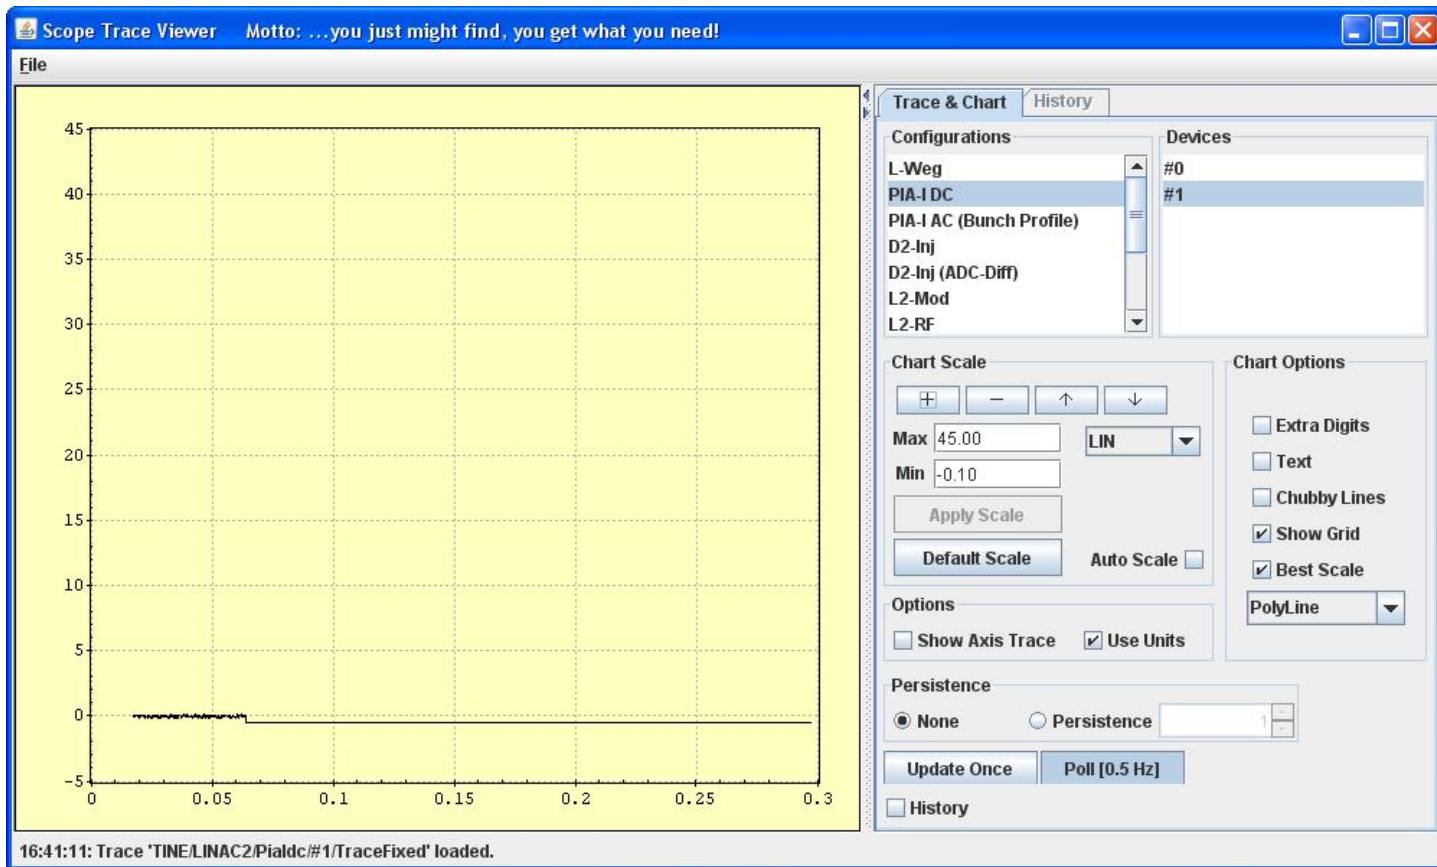 Scope Trace Viewer Motto: ...you just might find, you get what you need!
File
45
40
35
30
25
20
15
10
5
0
-5
0 0.05 0.1 0.15 0.2 0.25 0.3
Trace & Chart History
Configurations
L-Weg
PIA-I DC
PIA-I AC (Bunch Profile)
D2-Inj
D2-Inj (ADC-Diff)
L2-Mod
L2-RF
Devices
#0
#1
Chart Scale
+ - ↑ ↓
Max 45.00 LIN
Min -0.10
Apply Scale
Default Scale Auto Scale
Chart Options
Extra Digits
Text
Chubby Lines
Show Grid
Best Scale
PolyLine
Options
Show Axis Trace Use Units
Persistence
None Persistence 1
Update Once Poll [0.5 Hz]
History
16:41:11: Trace 'TINE/LINAC2/PiaIdc/#1/TraceFixed' loaded.